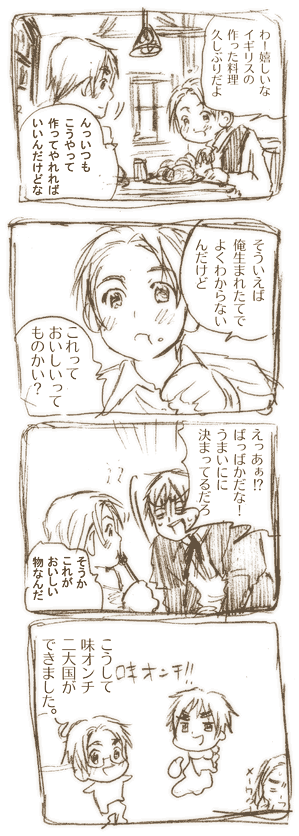 わー嬉しいな
イギリスの
作った料理
久しぶりだよ
んっいつも
こうやって
作ってやれれば
いいんだけどな
そういえば
俺生まれたてで
よくわからない
んだけど
これって
おいしいって
ものかい？
えっあぁ!?
ばっばかだな！
うまいにに
決まってるだろ
そうか
これが
おいしい
物なんだ
こうして
味オンチ
二大国が
できました。
味オンチ!!